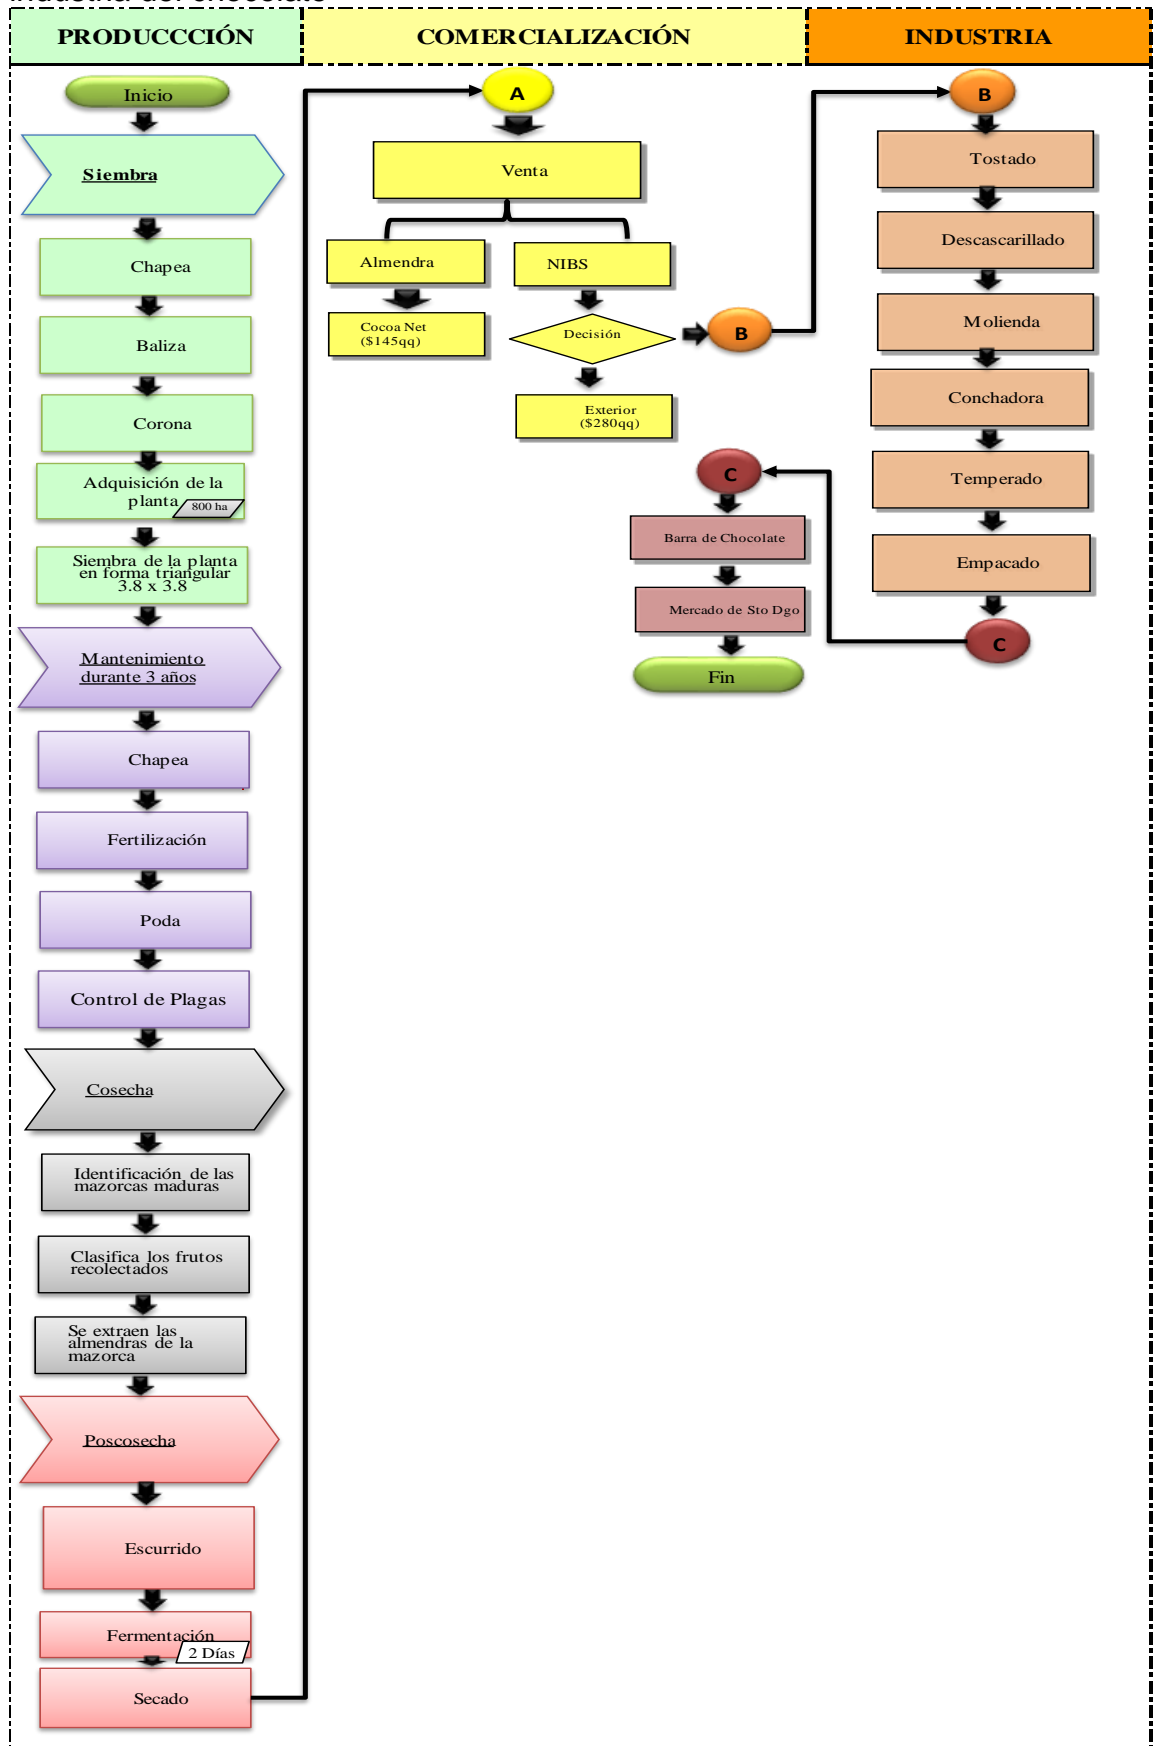 industria del chocolate
PRODUCCCIÓN
COMERCIALIZACIÓN
INDUSTRIA
Inicio
Siembra
Chapea
Baliza
Corona
Adquisición de la
planta
800 ha
Siembra de la planta
en forma triangular
3.8 x 3.8
Mantenimiento
durante 3 años
Chapea
Fertilización
Poda
Control de Plagas
Cosecha
Identificación de las
mazorcas maduras
Clasifica los frutos
recolectados
Se extraen las
almendras de la
mazorca
Poscosecha
Escurrido
Fermentación
2 Días
Secado
A
Venta
Almendra
NIBS
Cocoa Net
($145qq)
Decisión
B
Exterior
($280qq)
C
Barra de Chocolate
Mercado de Sto Dgo
Fin
B
Tostado
Descascarillado
Molienda
Conchadora
Temperado
Empacado
C